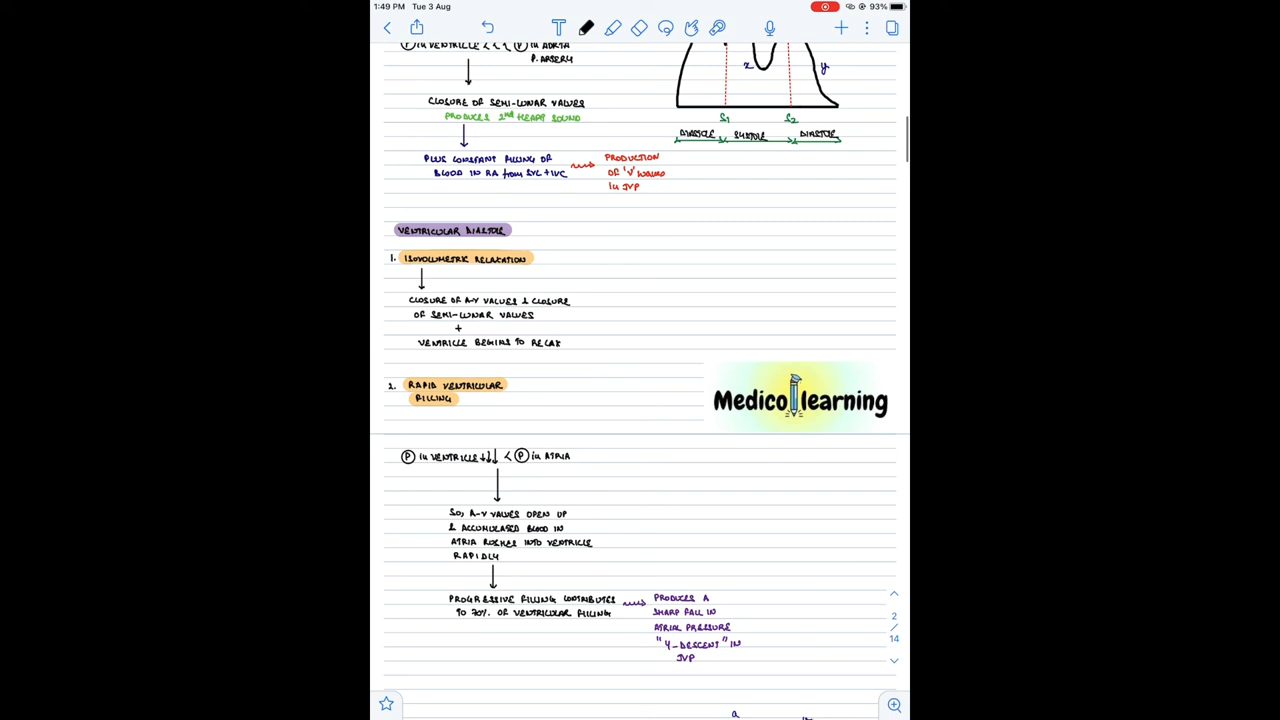 1:49 PM Tue 3 Aug
93%
Ⓟ in VENTRICLE < < < Ⓟ in AORTA
P. ARTERY
CLOSURE OF SEMI-LUNAR VALVES
PRODUCES 2nd HEART SOUND
PLUS CONSTANT FILLING OF
BLOOD IN RA from SVC + IVC
PRODUCTION
OF 'V' WAVES
in JVP
x
y
S1
S2
DIASTOLE
SYSTOLE
DIASTOLE
VENTRICULAR DIASTOLE
1. ISOVOLUMETRIC RELAXATION
CLOSURE OF A-V VALVES & CLOSURE
OF SEMI-LUNAR VALVES
+
VENTRICLE BEGINS TO RELAX
2. RAPID VENTRICULAR
FILLING
Medico learning
Ⓟ in VENTRICLE ↓↓↓ < Ⓟ in ATRIA
SO, A-V VALVES OPEN UP
& ACCUMULATED BLOOD IN
ATRIA RUSHES INTO VENTRICLE
RAPIDLY
PROGRESSIVE FILLING CONTRIBUTES
TO 70% OF VENTRICULAR FILLING
PRODUCES A
SHARP FALL IN
ATRIAL PRESSURE
"Y-DESCENT" IN
JVP
2
/
14
a